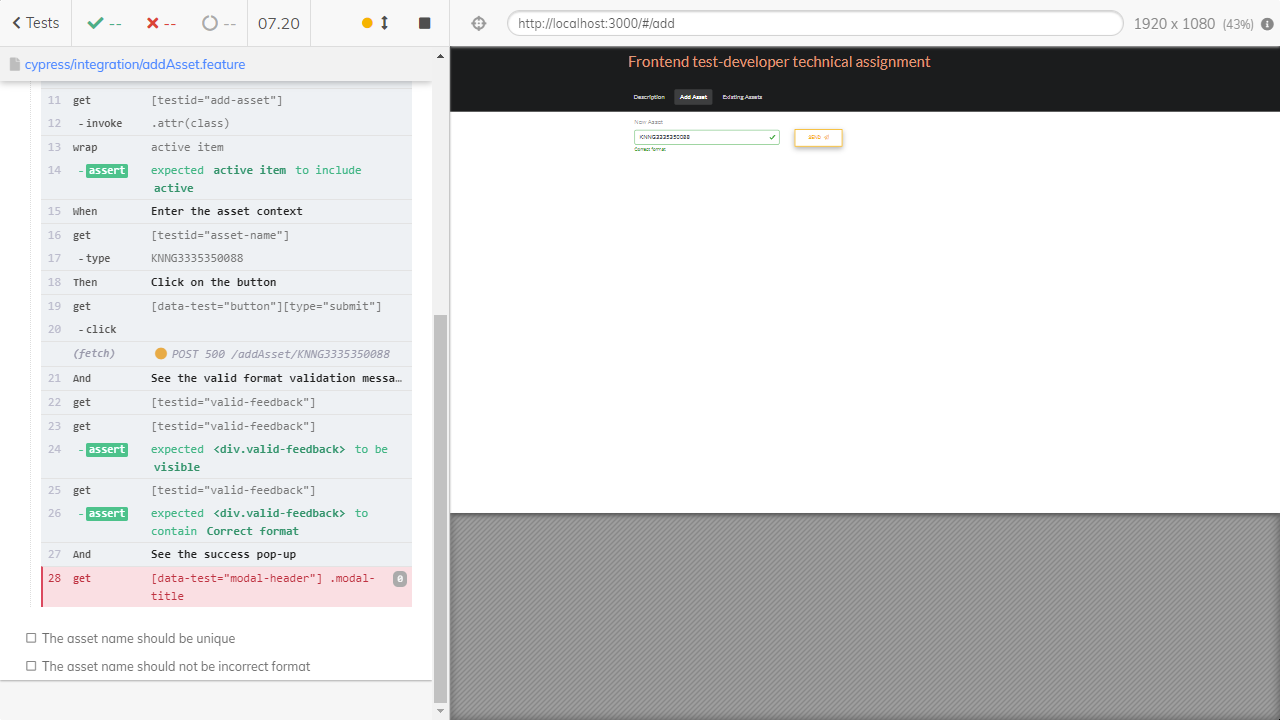 Tests
--
--
--
07.20
http://localhost:3000/#/add
1920 x 1080 (43%)
cypress/integration/addAsset.feature
11 get [testid="add-asset"]
12 -invoke .attr(class)
13 wrap active item
14 -assert expected active item to include
active
15 When Enter the asset context
16 get [testid="asset-name"]
17 -type KNNG3335350088
18 Then Click on the button
19 get [data-test="button"][type="submit"]
20 -click
(fetch) POST 500 /addAsset/KNNG3335350088
21 And See the valid format validation messa…
22 get [testid="valid-feedback"]
23 get [testid="valid-feedback"]
24 -assert expected <div.valid-feedback> to be
visible
25 get [testid="valid-feedback"]
26 -assert expected <div.valid-feedback> to
contain Correct format
27 And See the success pop-up
28 get [data-test="modal-header"] .modal-
title
0
The asset name should be unique
The asset name should not be incorrect format
Frontend test-developer technical assignment
Description Add Asset Existing Assets
New Asset
KNNG3335350088
SEND
Correct format